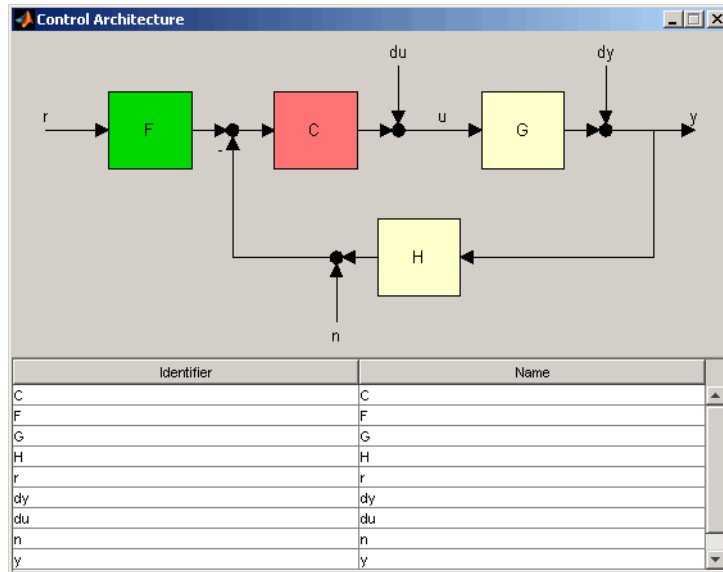 Control Architecture
du
dy
r
F
-
C
u
G
y
H
n
Identifier Name
C C
F F
G G
H H
r r
dy dy
du du
n n
y y